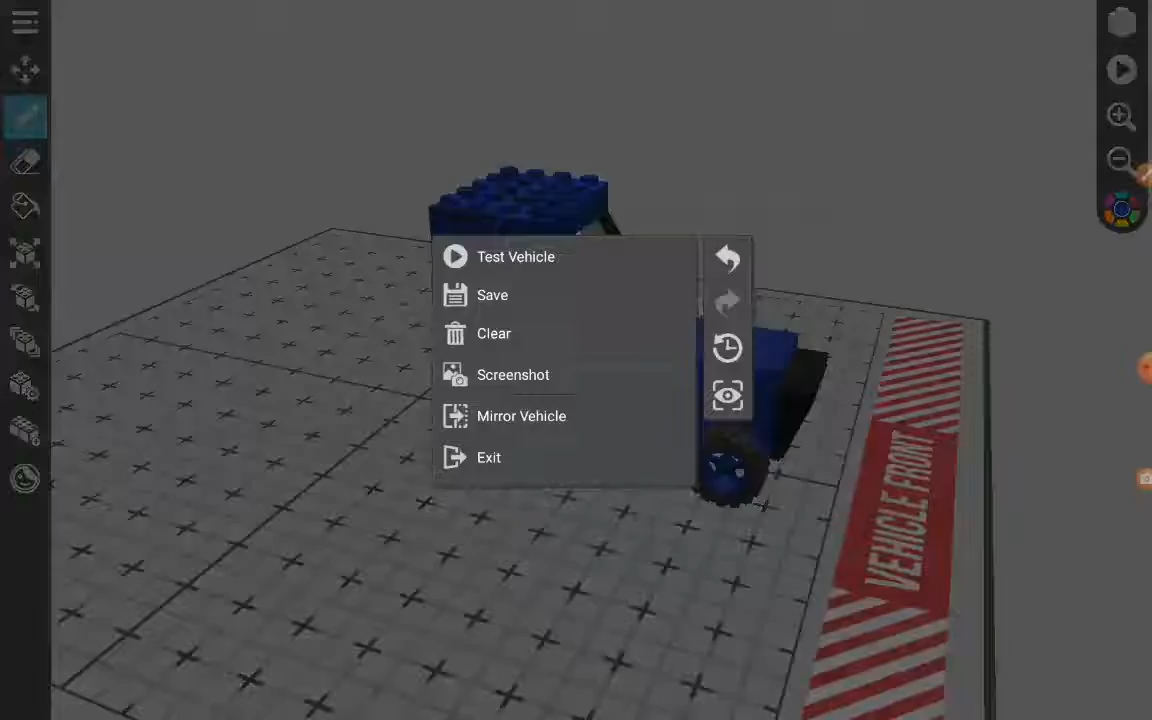 Test Vehicle
Save
Clear
Screenshot
Mirror Vehicle
Exit
VEHICLE FRONT